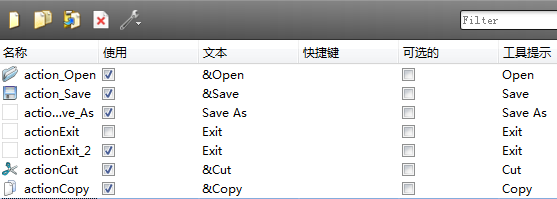 Filter
名称 使用 文本 快捷键 可选的 工具提示
action_Open &Open Open
action_Save &Save Save
actio...ve_As Save As Save As
actionExit Exit Exit
actionExit_2 Exit Exit
actionCut &Cut Cut
actionCopy &Copy Copy